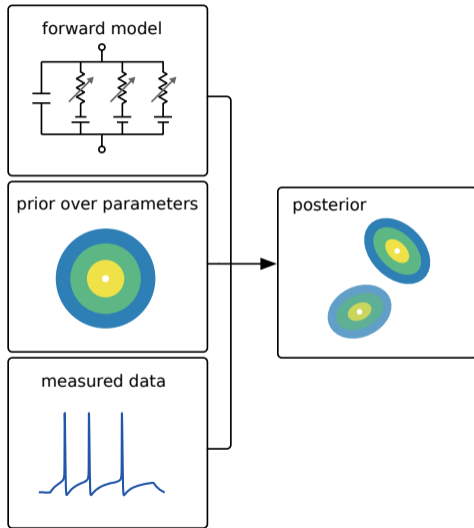 forward model
prior over parameters
posterior
measured data